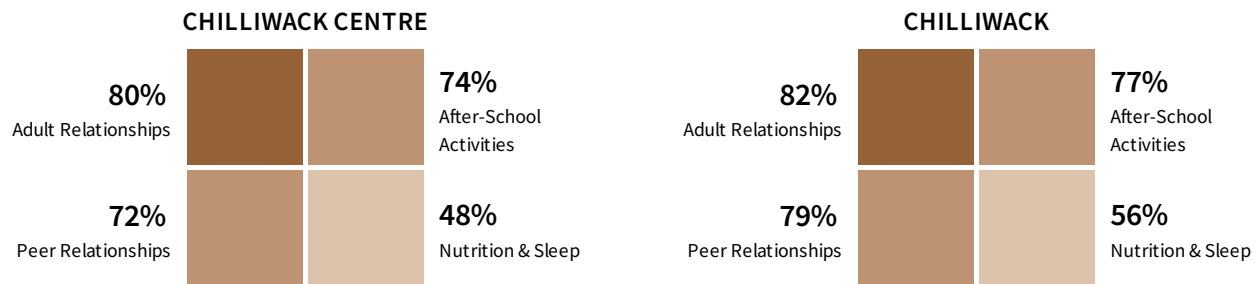 CHILLIWACK CENTRE
80%
Adult Relationships
74%
After-School
Activities
72%
Peer Relationships
48%
Nutrition & Sleep
CHILLIWACK
82%
Adult Relationships
77%
After-School
Activities
79%
Peer Relationships
56%
Nutrition & Sleep